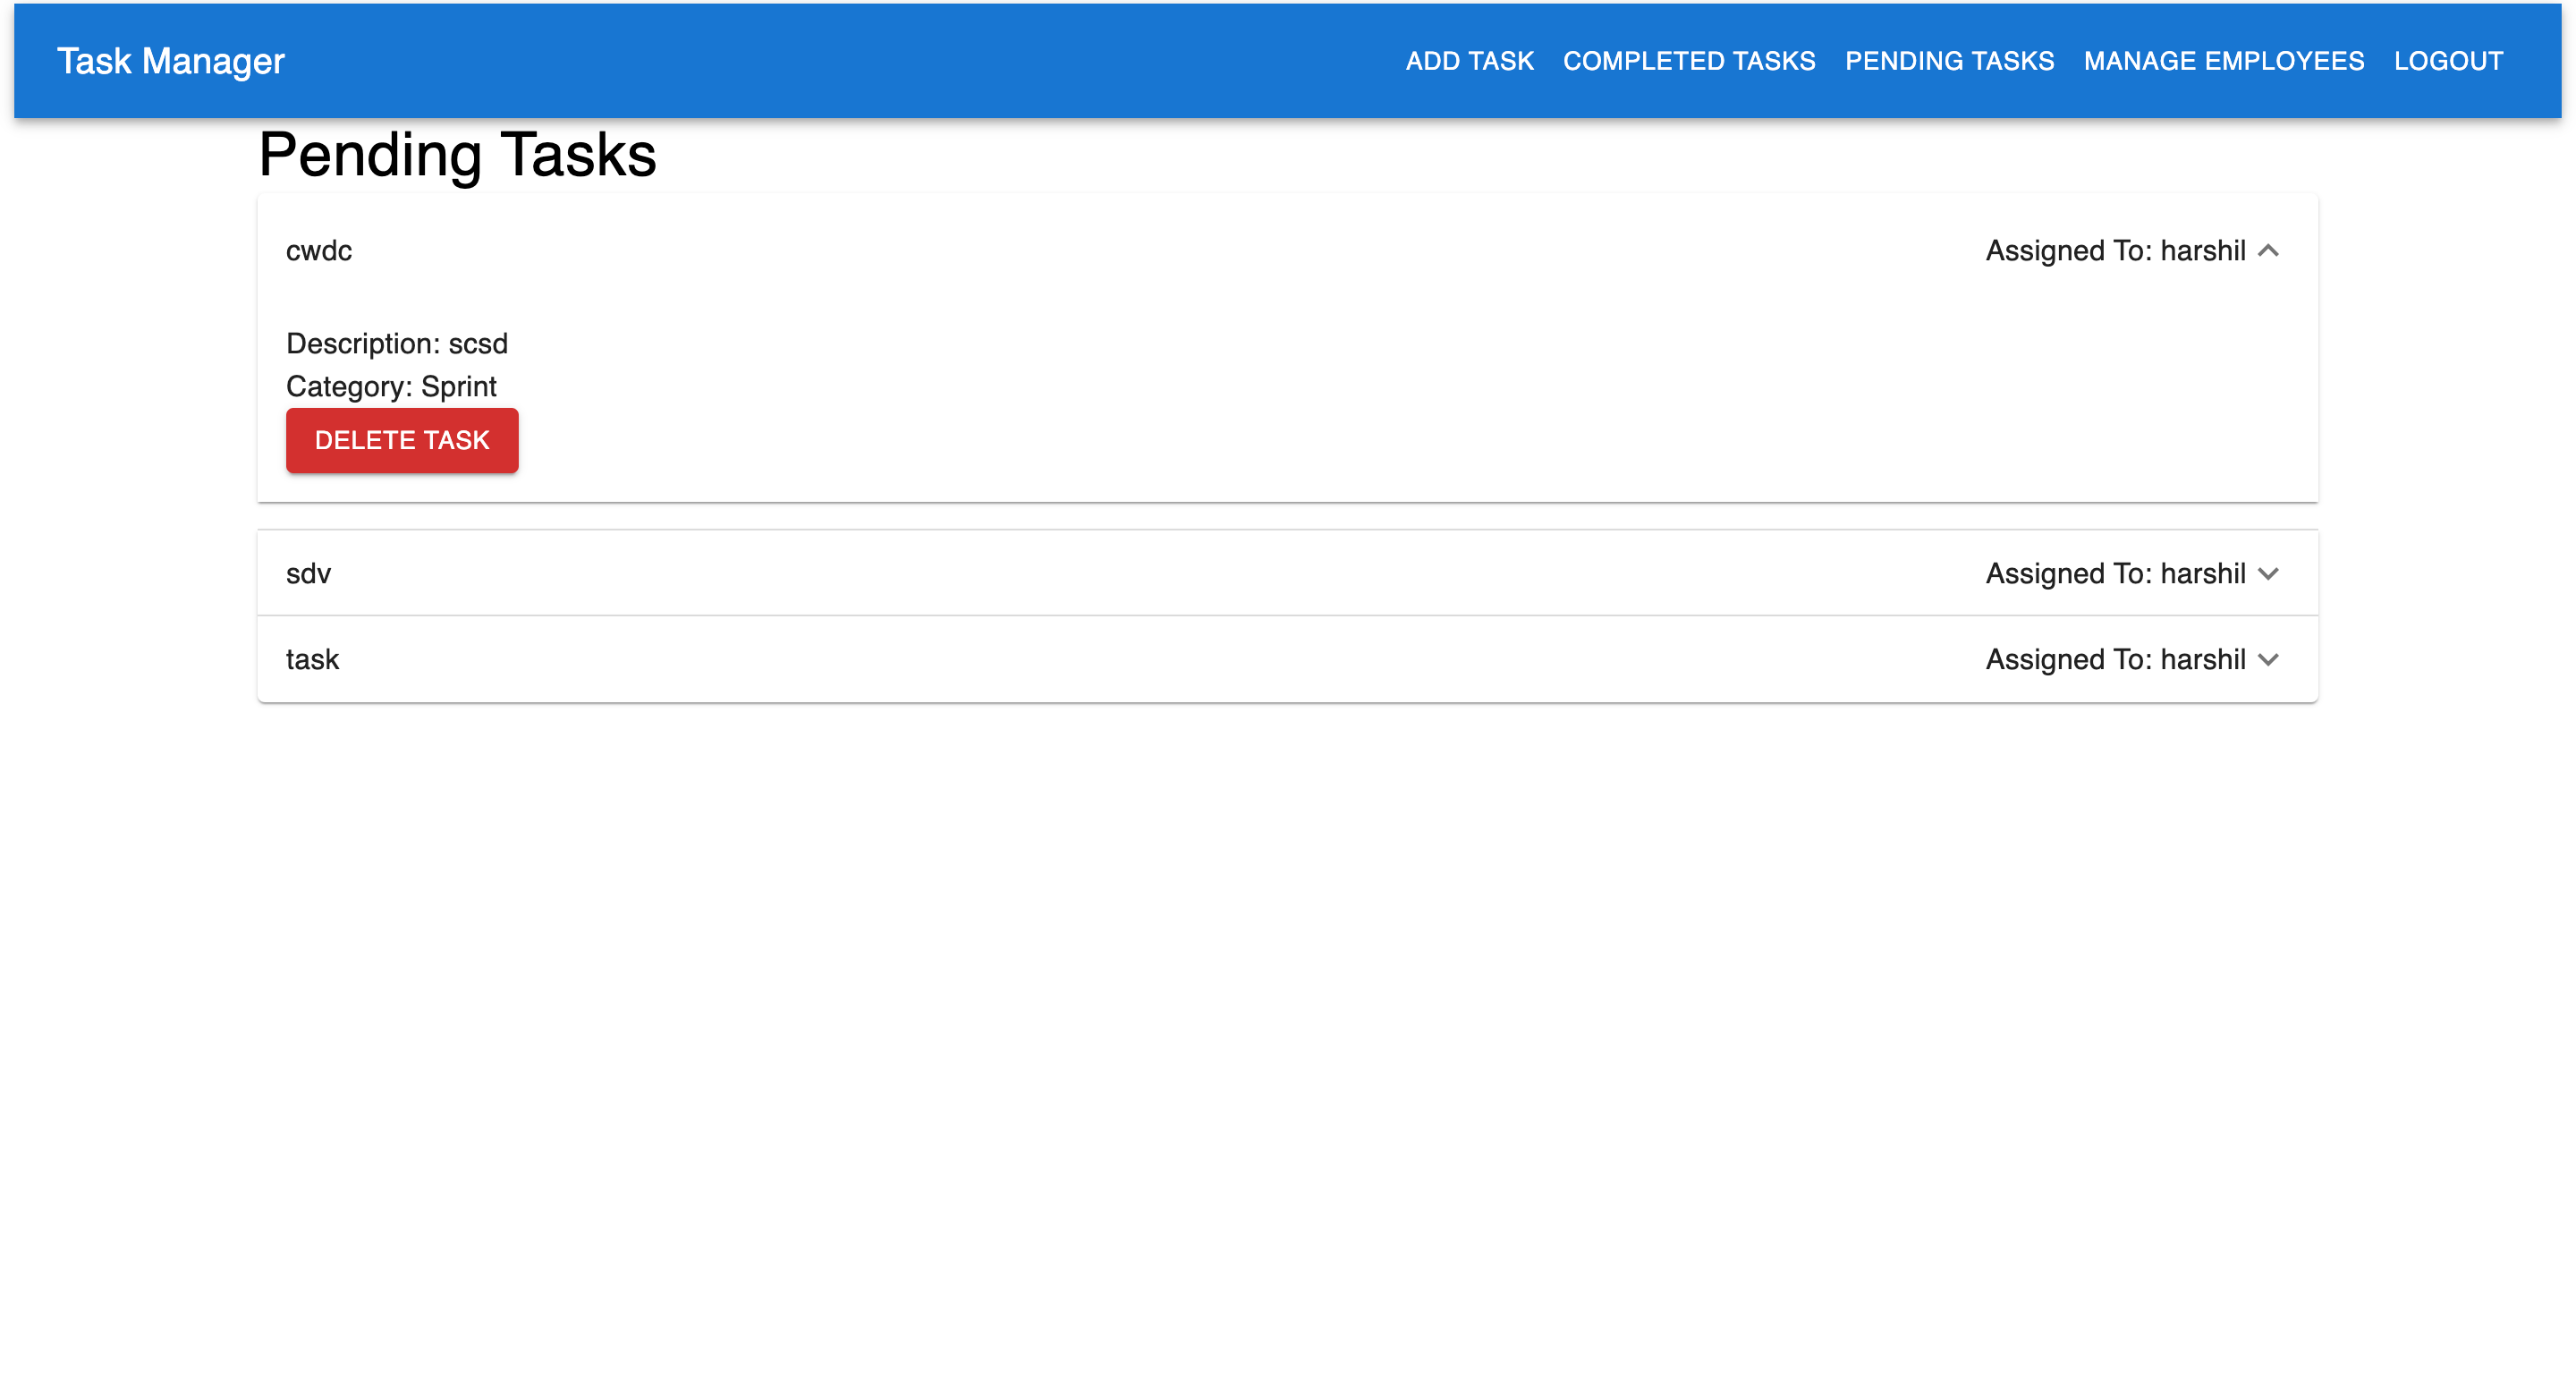 Task Manager
ADD TASK COMPLETED TASKS PENDING TASKS MANAGE EMPLOYEES LOGOUT
Pending Tasks
cwdc Assigned To: harshil
Description: scsd
Category: Sprint
DELETE TASK
sdv Assigned To: harshil
task Assigned To: harshil